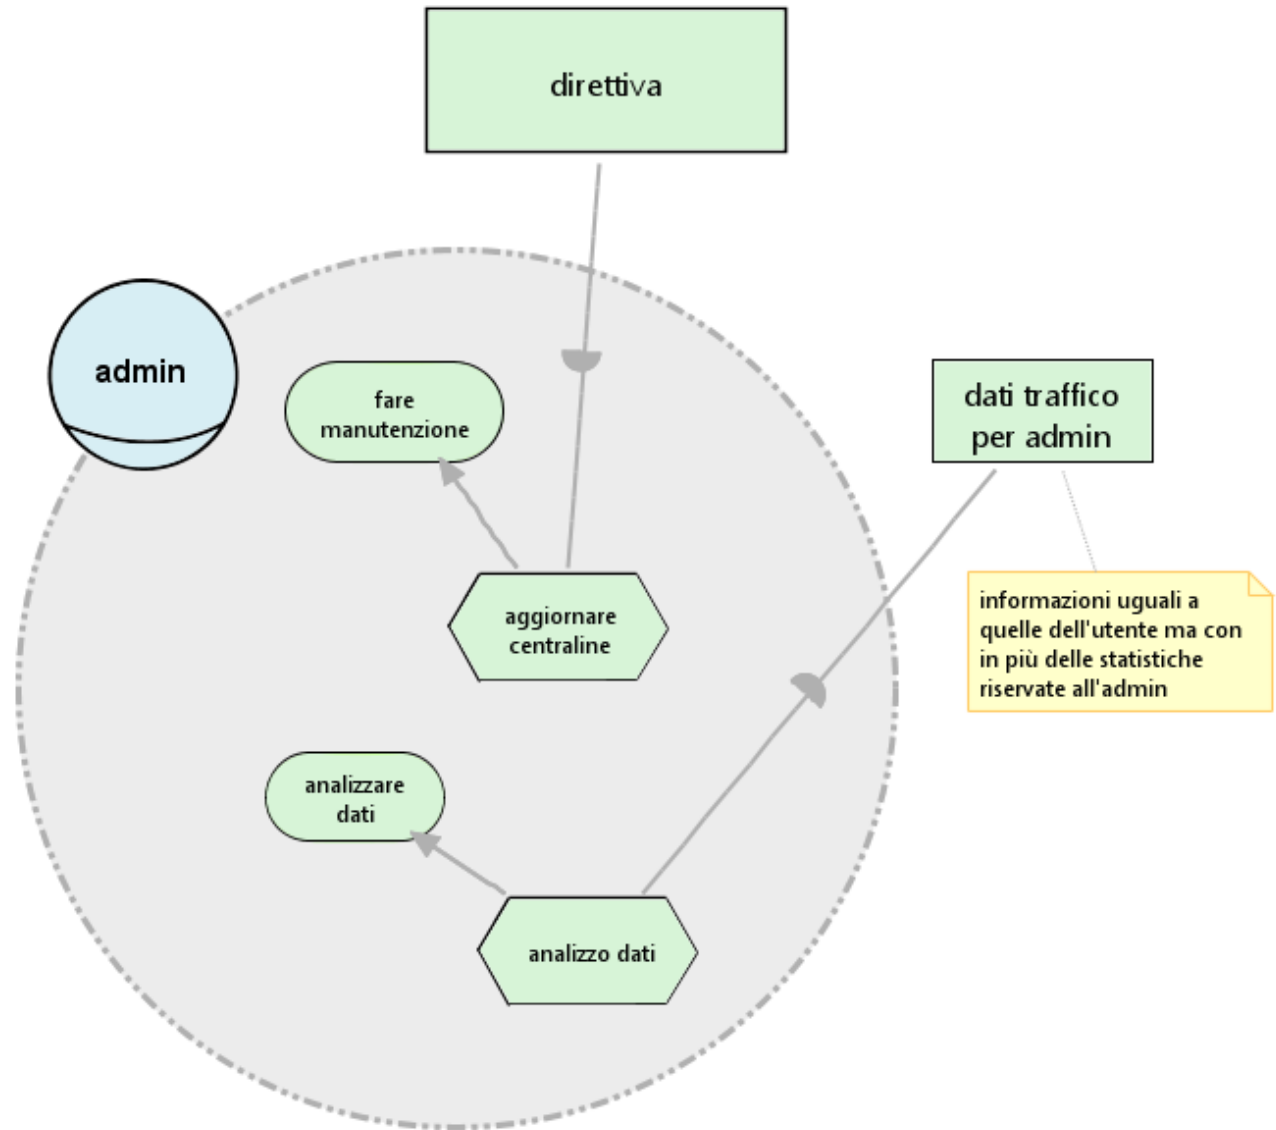 direttiva
admin
fare
manutenzione
dati traffico
per admin
aggiornare
centraline
informazioni uguali a
quelle dell'utente ma con
in più delle statistiche
riservate all'admin
analizzare
dati
analizzo dati